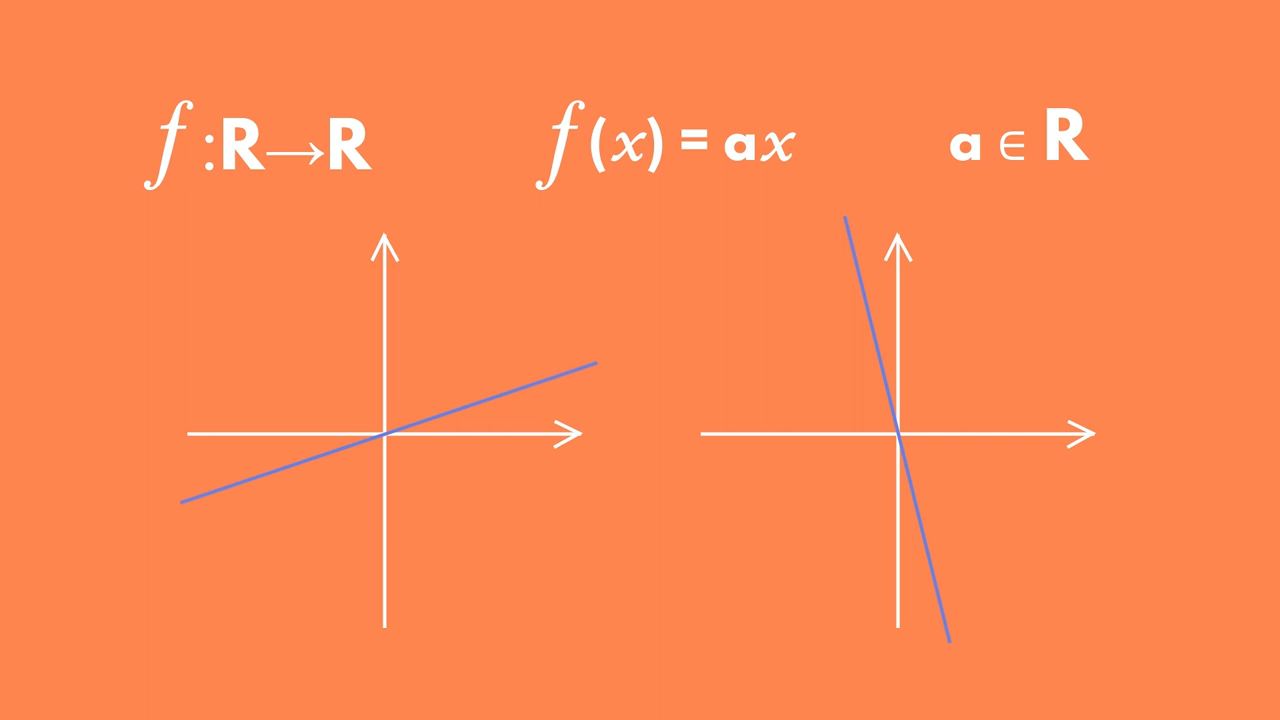 f:R→R f(x) = ax a ∈ R